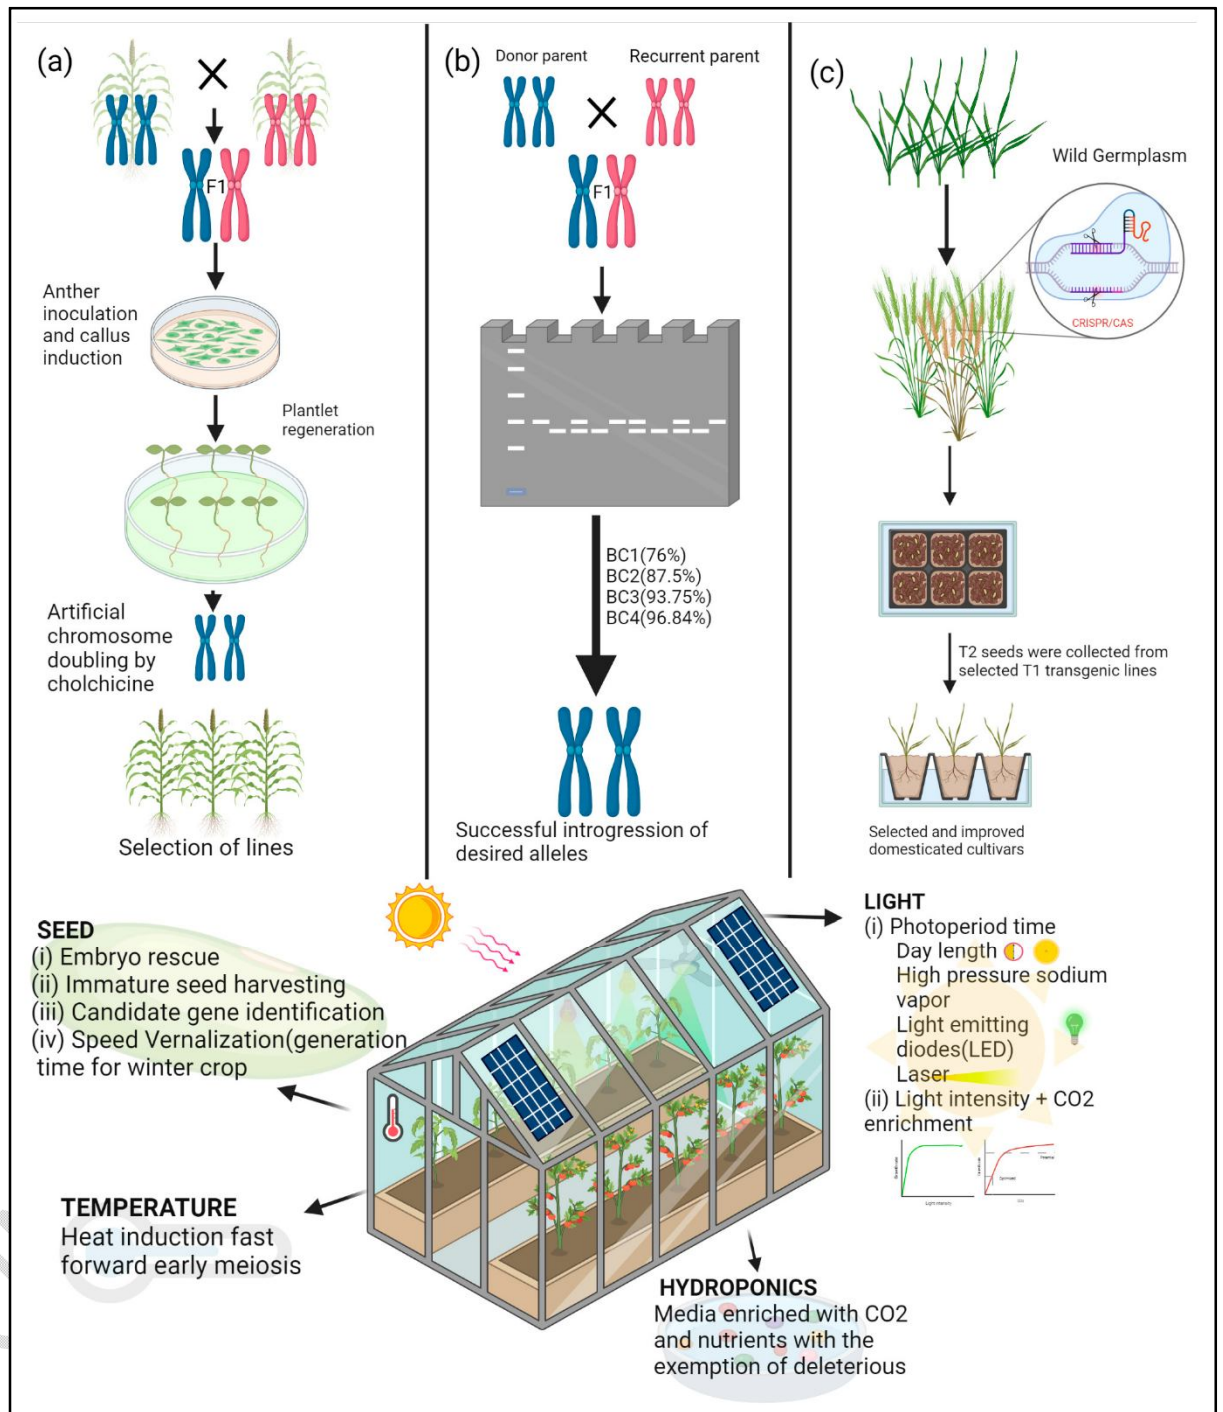 (a)
F1
Anther
inoculation
and callus
induction
Plantlet
regeneration
Artificial
chromosome
doubling by
cholchicine
Selection of lines
(b)
Donor parent
Recurrent parent
F1
BC1(76%)
BC2(87.5%)
BC3(93.75%)
BC4(96.84%)
Successful introgression of
desired alleles
(c)
Wild Germplasm
CRISPR/CAS
T2 seeds were collected from
selected T1 transgenic lines
Selected and improved
domesticated cultivars
SEED
(i) Embryo rescue
(ii) Immature seed harvesting
(iii) Candidate gene identification
(iv) Speed Vernalization(generation
time for winter crop
TEMPERATURE
Heat induction fast
forward early meiosis
LIGHT
(i) Photoperiod time
Day length
High pressure sodium
vapor
Light emitting
diodes(LED)
Laser
(ii) Light intensity + CO2
enrichment
Light intensity
HYDROPONICS
Media enriched with CO2
and nutrients with the
exemption of deleterious